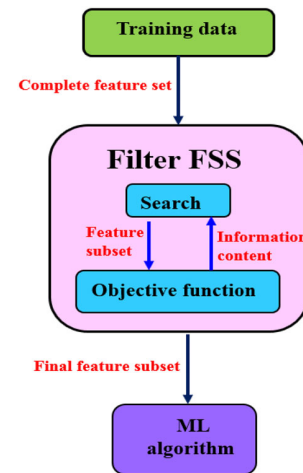 Training data
Complete feature set
Filter FSS
Search
Feature
subset
Information
content
Objective function
Final feature subset
ML
algorithm